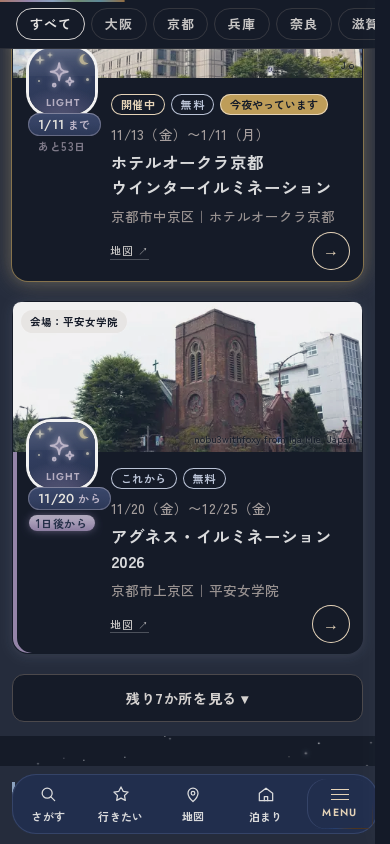 すべて
大阪
京都
兵庫
奈良
滋賀
LIGHT
1/11 まで
あと53日
開催中
無料
今夜やっています
11/13（金）〜1/11（月）
ホテルオークラ京都
ウインターイルミネーション
京都市中京区｜ホテルオークラ京都
地図 ↗
→
会場：平安女学院
LIGHT
11/20 から
1日後から
これから
無料
11/20（金）〜12/25（金）
アグネス・イルミネーション
2026
京都市上京区｜平安女学院
地図 ↗
→
残り7か所を見る ▾
さがす
行きたい
地図
泊まり
MENU